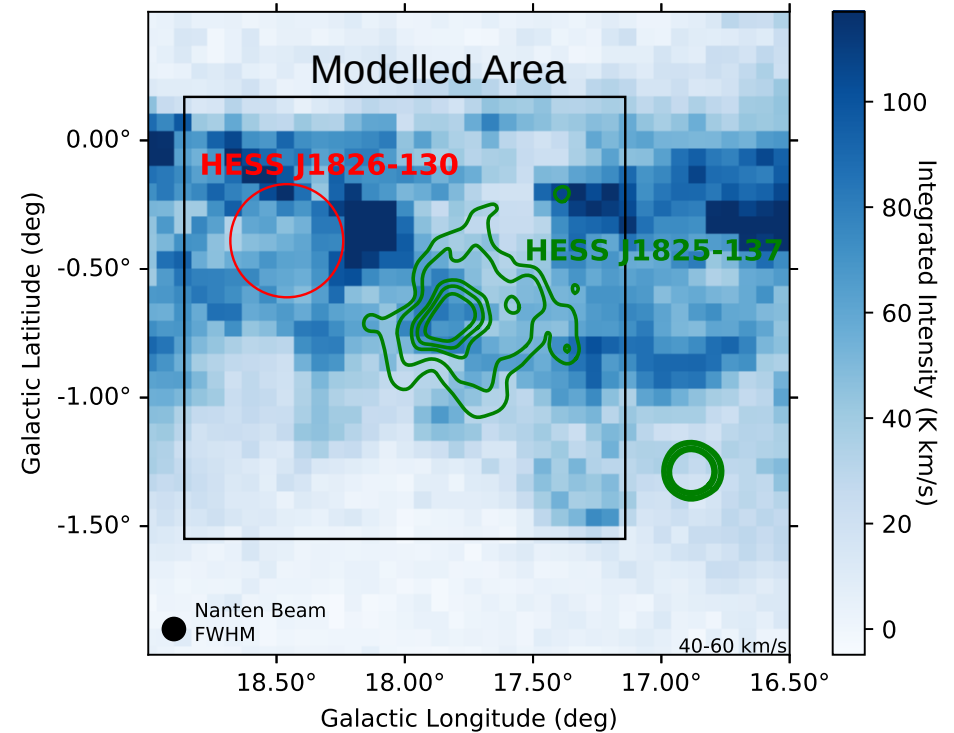 Modelled Area
HESS J1826-130
HESS J1825-137
Nanten Beam
FWHM
40-60 km/s
0.00°
-0.50°
-1.00°
-1.50°
Galactic Latitude (deg)
18.50°
18.00°
17.50°
17.00°
16.50°
Galactic Longitude (deg)
100
80
60
40
20
0
Integrated Intensity (K km/s)